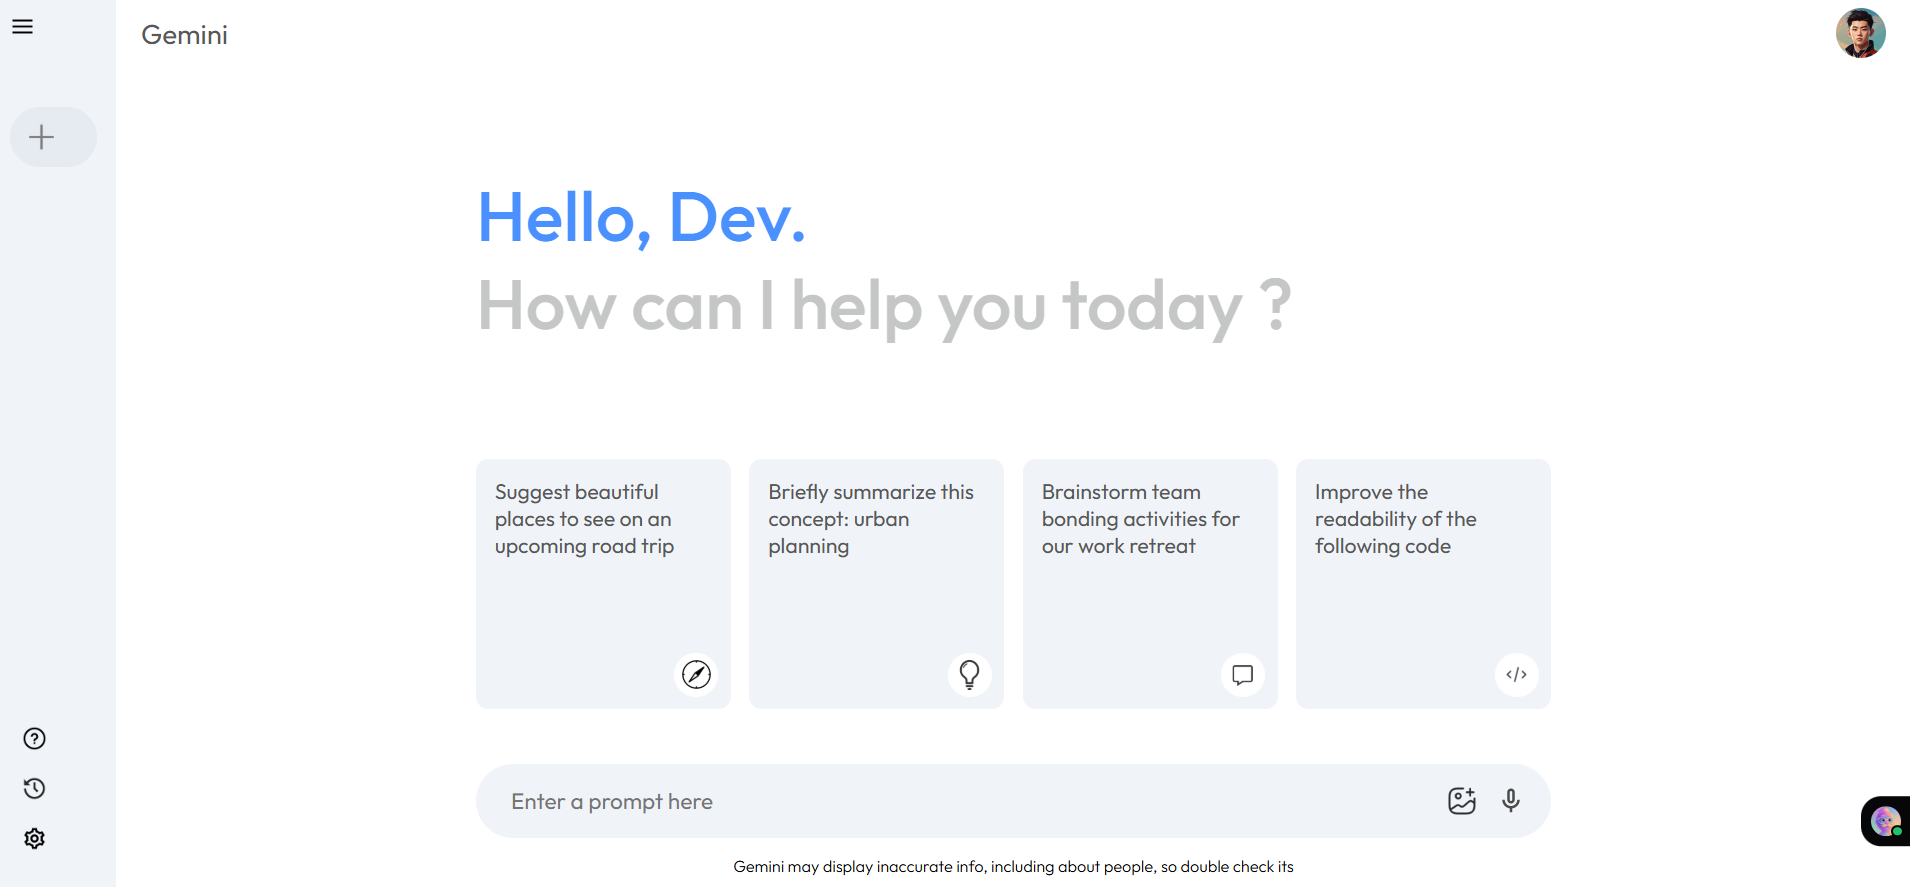 Gemini
Hello, Dev.
How can I help you today ?
Suggest beautiful
places to see on an
upcoming road trip
Briefly summarize this
concept: urban
planning
Brainstorm team
bonding activities for
our work retreat
Improve the
readability of the
following code
Enter a prompt here
Gemini may display inaccurate info, including about people, so double check its